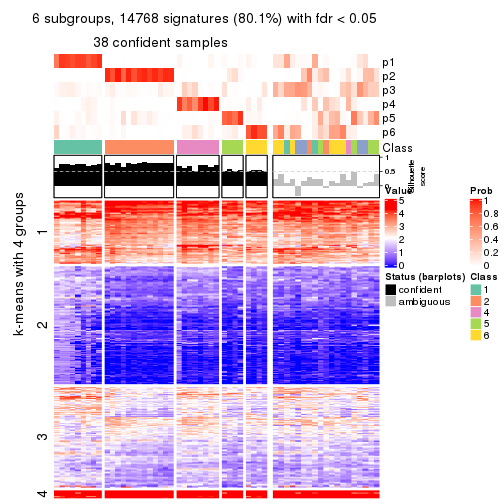 6 subgroups, 14768 signatures (80.1%) with fdr < 0.05
38 confident samples
p1
p2
p3
p4
p5
p6
Class
1
0.5
0
Silhouette
score
k-means with 4 groups
1
2
3
4
Value
5
4
3
2
1
0
Prob
1
0.8
0.6
0.4
0.2
0
Status (barplots)
confident
ambiguous
Class
1
2
4
5
6